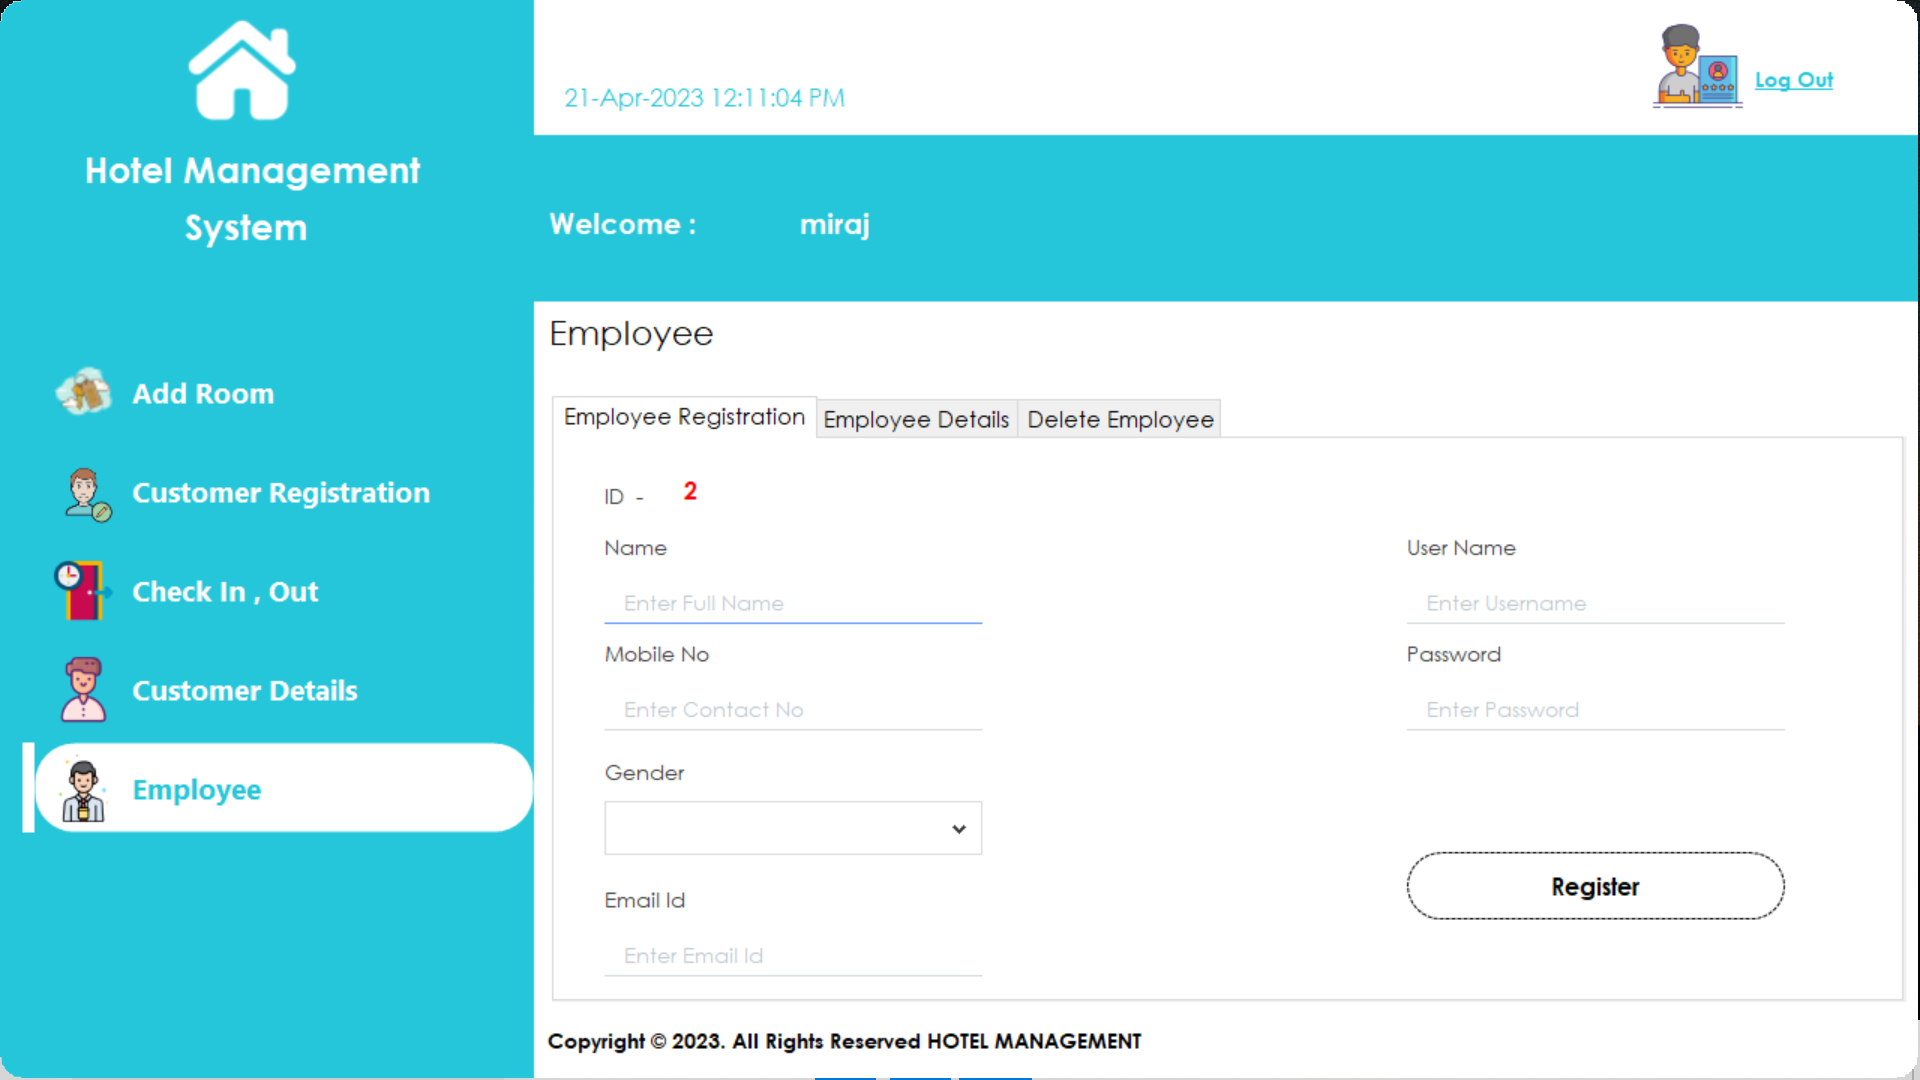 Hotel Management
System
Add Room
Customer Registration
Check In , Out
Customer Details
Employee
21-Apr-2023 12:11:04 PM
Log Out
Welcome : miraj
Employee
Employee Registration Employee Details Delete Employee
ID - 2
Name
Enter Full Name
Mobile No
Enter Contact No
Gender
Email Id
Enter Email Id
User Name
Enter Username
Password
Enter Password
Register
Copyright © 2023. All Rights Reserved HOTEL MANAGEMENT